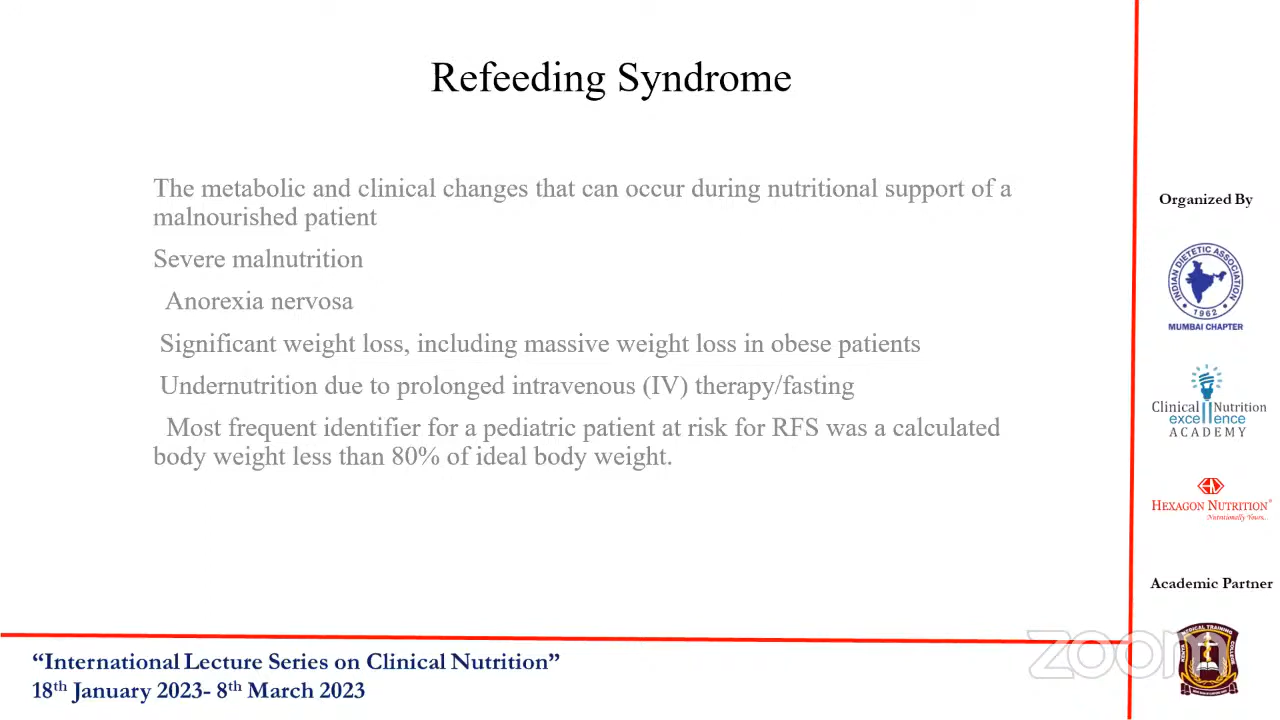 Refeeding Syndrome
The metabolic and clinical changes that can occur during nutritional support of a
malnourished patient
Severe malnutrition
Anorexia nervosa
Significant weight loss, including massive weight loss in obese patients
Undernutrition due to prolonged intravenous (IV) therapy/fasting
Most frequent identifier for a pediatric patient at risk for RFS was a calculated
body weight less than 80% of ideal body weight.
Organized By
INDIAN DIETETIC ASSOCIATION
1962
MUMBAI CHAPTER
Clinical Nutrition
excellence
ACADEMY
HEXAGON NUTRITION
Nutritionally Yours...
Academic Partner
MEDICAL TRAINING
zoom
“International Lecture Series on Clinical Nutrition”
18th January 2023- 8th March 2023